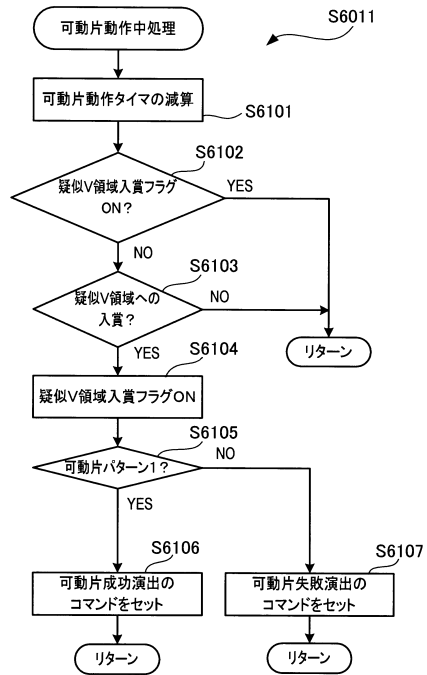 可動片動作中処理
S6011
可動片動作タイマの減算
S6101
S6102
疑似V領域入賞フラグ
ON?
YES
NO
S6103
疑似V領域への
入賞?
NO
YES
リターン
S6104
疑似V領域入賞フラグON
S6105
可動片パターン1?
NO
YES
S6106
可動片成功演出の
コマンドをセット
S6107
可動片失敗演出の
コマンドをセット
リターン
リターン